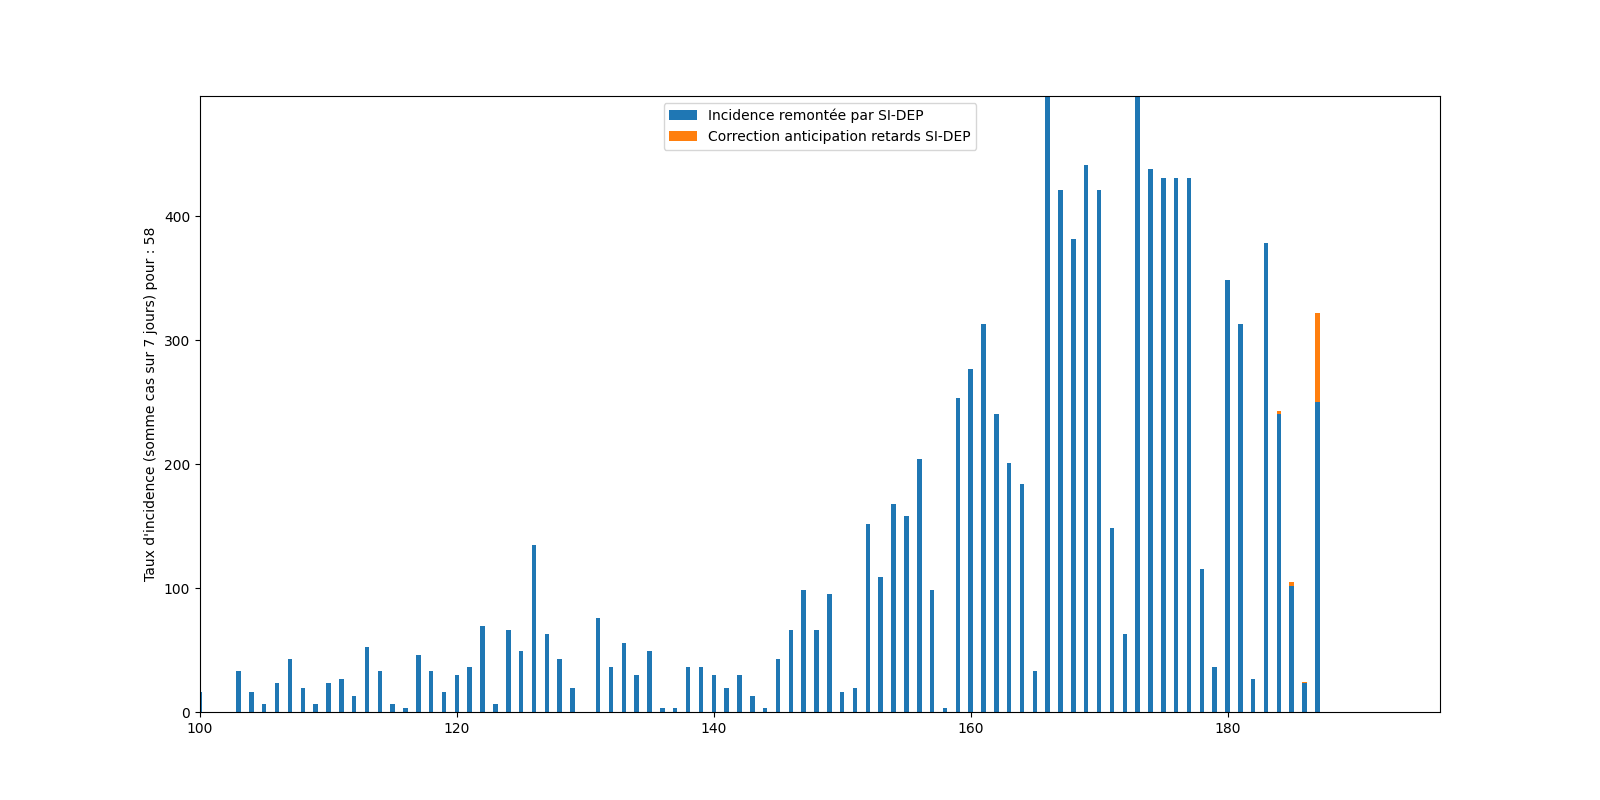 Incidence remontée par SI-DEP
Correction anticipation retards SI-DEP
Taux d'incidence (somme cas sur 7 jours) pour : 58
400
300
200
100
0
100 120 140 160 180